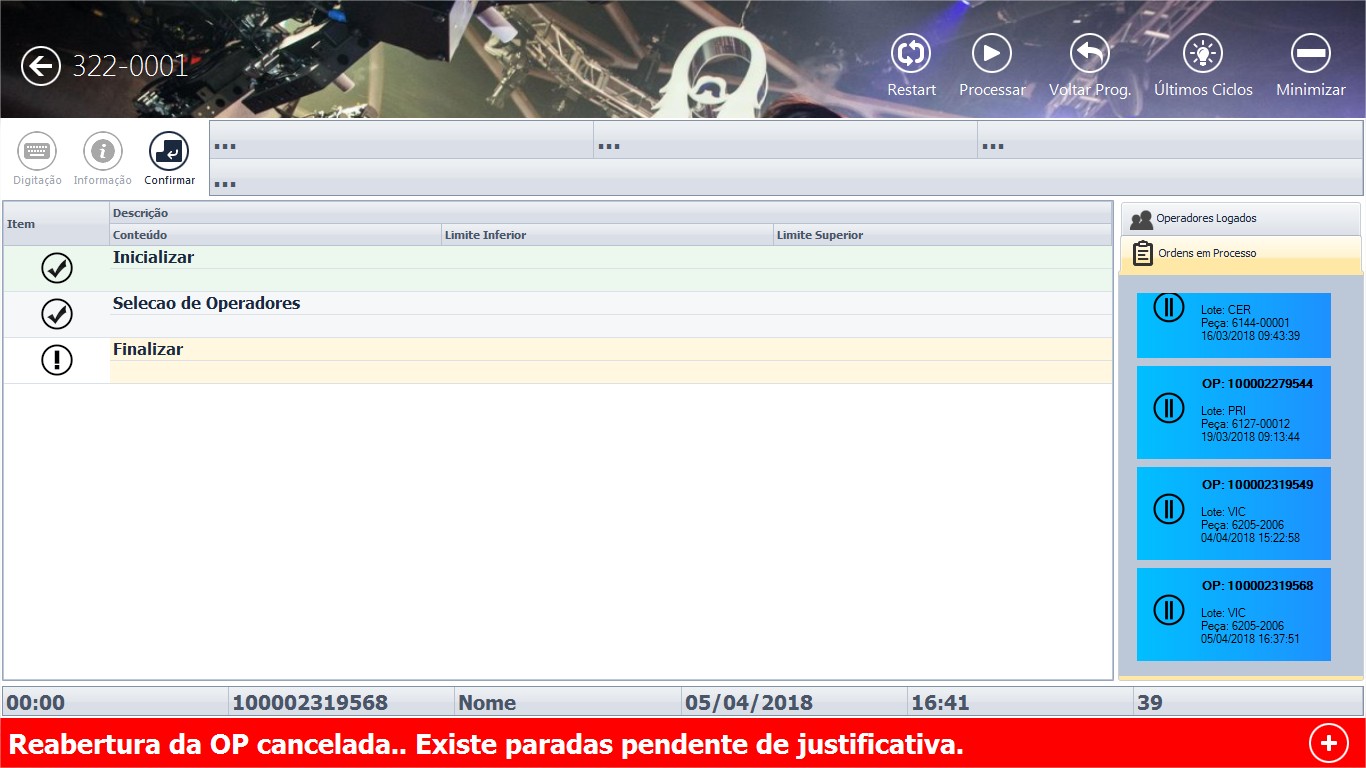 322-0001
Restart
Processar
Voltar Prog.
Últimos Ciclos
Minimizar
Digitação
Informação
Confirmar
...
...
...
...
Item
Descrição
Conteúdo
Limite Inferior
Limite Superior
Inicializar
Selecao de Operadores
Finalizar
Operadores Logados
Ordens em Processo
Lote: CER
Peça: 6144-00001
16/03/2018 09:43:39
OP: 100002279544
Lote: PRI
Peça: 6127-00012
19/03/2018 09:13:44
OP: 100002319549
Lote: VIC
Peça: 6205-2006
04/04/2018 15:22:58
OP: 100002319568
Lote: VIC
Peça: 6205-2006
05/04/2018 16:37:51
00:00
100002319568
Nome
05/04/2018
16:41
39
Reabertura da OP cancelada.. Existe paradas pendente de justificativa.